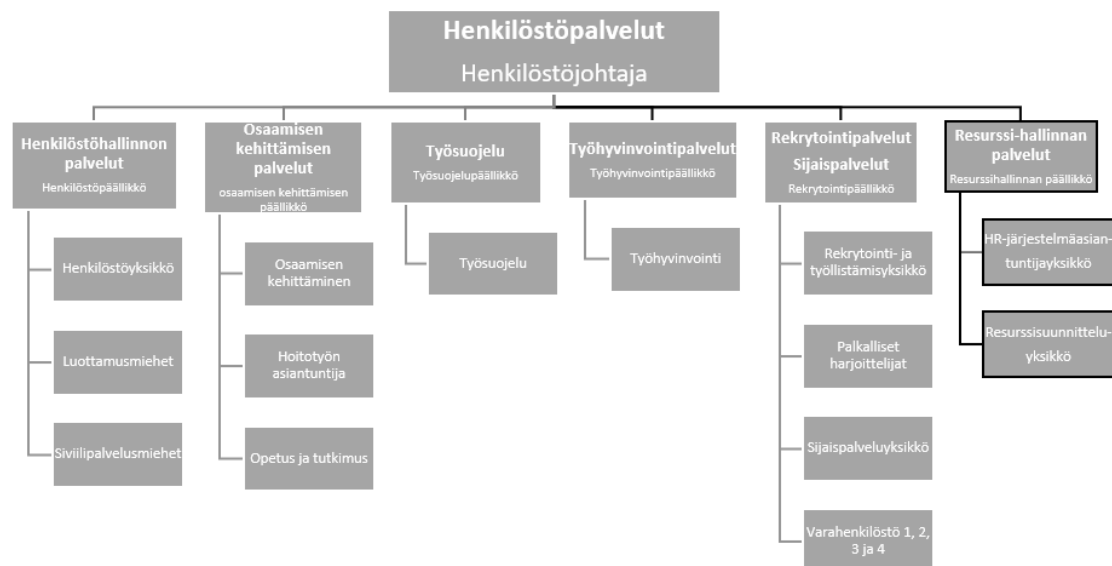 Henkilöstöpalvelut
Henkilöstöjohtaja
Henkilöstöhallinnon
palvelut
Henkilöstöpäällikkö
Henkilöstöyksikkö
Luottamusmiehet
Siviilipalvelusmiehet
Osaamisen
kehittämisen
palvelut
osaamisen kehittämisen
päällikkö
Osaamisen
kehittäminen
Hoitotyön
asiantuntija
Opetus ja tutkimus
Työsuojelu
Työsuojelupäällikkö
Työsuojelu
Työhyvinvointipalvelut
Työhyvinvointipäällikkö
Työhyvinvointi
Rekrytointipalvelut
Sijaispalvelut
Rekrytointipäällikkö
Rekrytointi- ja
työllistämisyksikkö
Palkalliset
harjoittelijat
Sijaispalveluyksikkö
Varahenkilöstö 1, 2,
3 ja 4
Resurssi-hallinnan
palvelut
Resurssihallinnan päällikkö
HR-järjestelmäasian-
tuntijayksikkö
Resurssisuunnittelu-
yksikkö